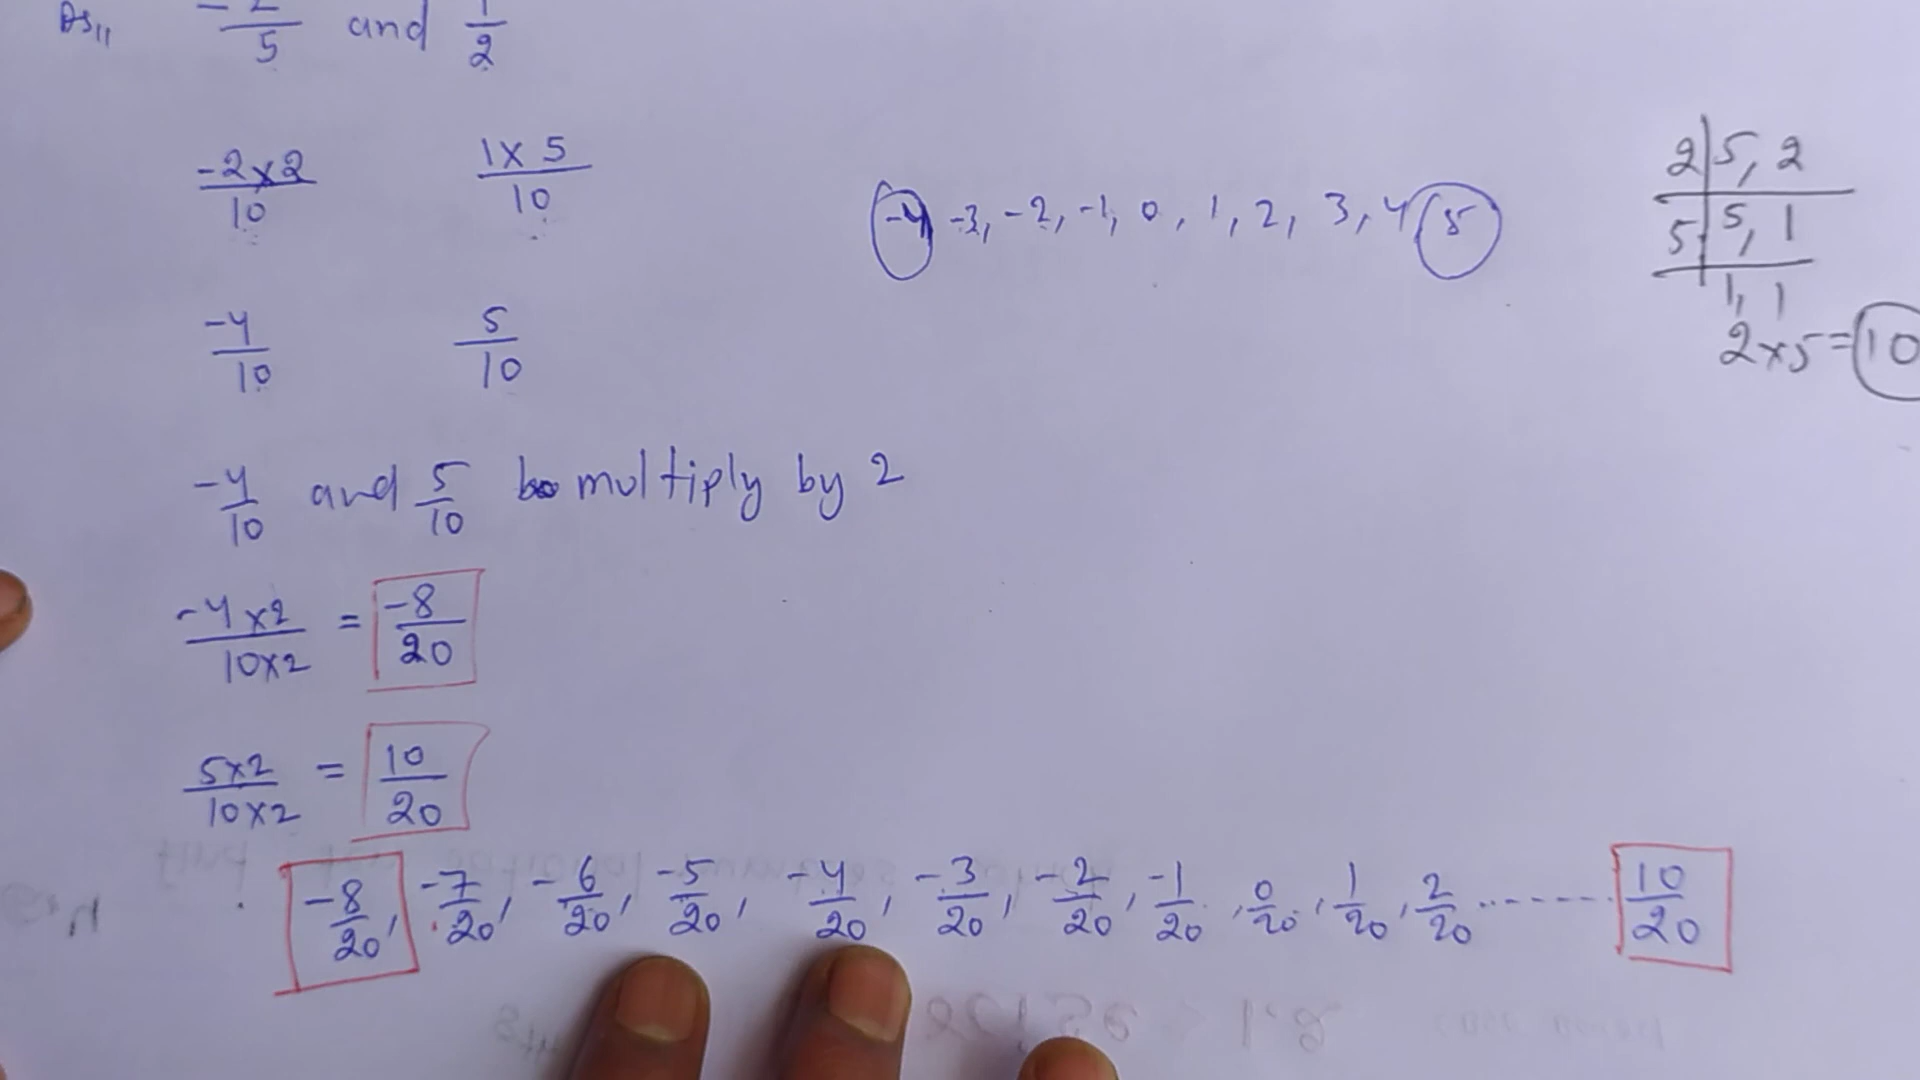 As,, -2/5 and 1/2
-2x2/10 1x5/10
-4/10 5/10
-4 -3, -2, -1, 0, 1, 2, 3, 4 5
2|5, 2
5|5, 1
1, 1
2x5=10
-4/10 and 5/10 multiply by 2
-4x2/10x2 = -8/20
5x2/10x2 = 10/20
-8/20, -7/20, -6/20, -5/20, -4/20, -3/20, -2/20, -1/20, 0/20, 1/20, 2/20 ........ 10/20